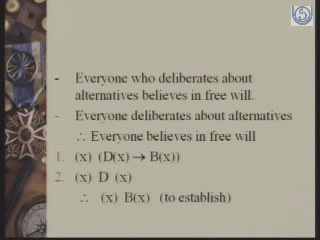 - Everyone who deliberates about
alternatives believes in free will.
- Everyone deliberates about alternatives
∴ Everyone believes in free will
1. (x) (D(x) → B(x))
2. (x) D (x)
∴ (x) B(x) (to establish)